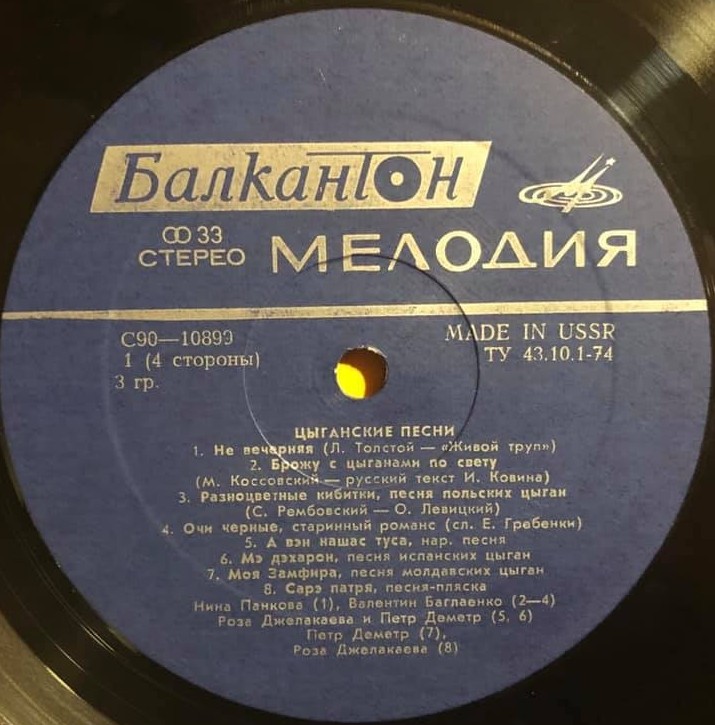 Балкантон
33
СТЕРЕО
МЕЛОДИЯ
С90—10899
MADE IN USSR
1 (4 стороны)
ТУ 43.10.1-74
3 гр.
ЦЫГАНСКИЕ ПЕСНИ
1. Не вечерняя (Л. Толстой — «Живой труп»)
2. Брожу с цыганами по свету
(М. Коссовский — русский текст И. Ковина)
3. Разноцветные кибитки, песня польских цыган
(С. Рембовский — О. Левицкий)
4. Очи черные, старинный романс (сл. Е. Гребенки)
5. А вэн нашас туса, нар. песня
6. Мэ дэхарон, песня испанских цыган
7. Моя Замфира, песня молдавских цыган
8. Сарэ патря, песня-пляска
Нина Панкова (1), Валентин Баглаенко (2—4)
Роза Джелакаева и Петр Деметр (5, 6)
Петр Деметр (7),
Роза Джелакаева (8)